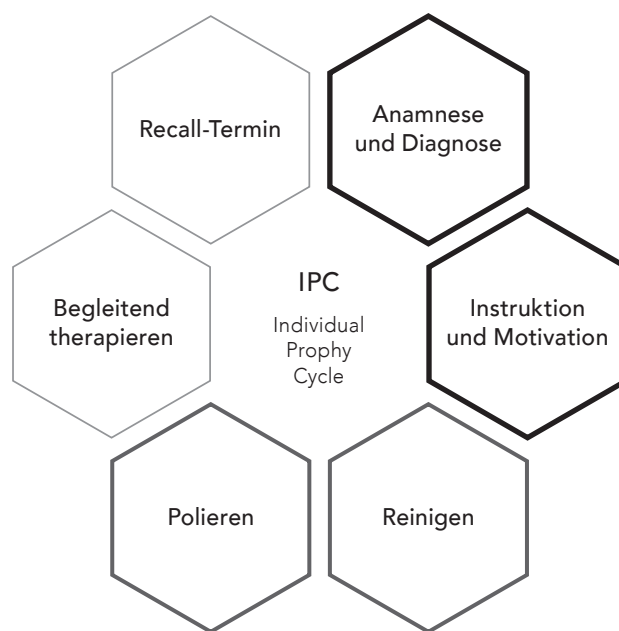 Recall-Termin
Anamnese
und Diagnose
IPC
Individual
Prophy
Cycle
Begleitend
therapieren
Instruktion
und Motivation
Polieren
Reinigen